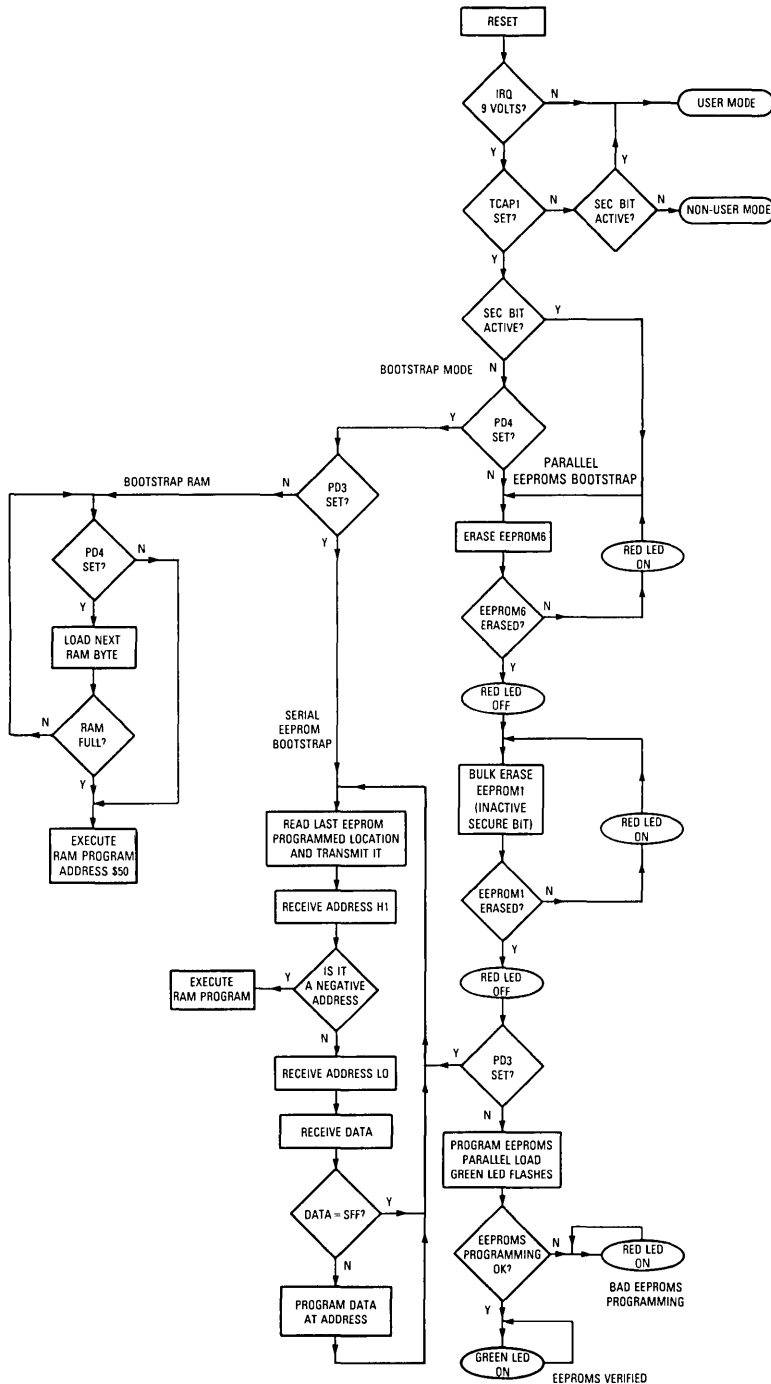 RESET
IRQ
9 VOLTS?
N
USER MODE
Y
Y
TCAP1
SET?
N
SEC BIT
ACTIVE?
N
NON-USER MODE
Y
SEC BIT
ACTIVE?
Y
BOOTSTRAP MODE
N
Y
PD4
SET?
N
PARALLEL
EEPROMS BOOTSTRAP
BOOTSTRAP RAM
N
PD3
SET?
Y
PD4
SET?
N
Y
ERASE EEPROM6
RED LED
ON
EEPROM6
ERASED?
N
Y
LOAD NEXT
RAM BYTE
RED LED
OFF
N
RAM
FULL?
Y
SERIAL
EEPROM
BOOTSTRAP
BULK ERASE
EEPROM1
(INACTIVE
SECURE BIT)
RED LED
ON
EXECUTE
RAM PROGRAM
ADDRESS $50
READ LAST EEPROM
PROGRAMMED LOCATION
AND TRANSMIT IT
EEPROM1
ERASED?
N
Y
RECEIVE ADDRESS H1
RED LED
OFF
EXECUTE
RAM PROGRAM
Y
IS IT
A NEGATIVE
ADDRESS
N
Y
PD3
SET?
N
RECEIVE ADDRESS LO
RECEIVE DATA
PROGRAM EEPROMS
PARALLEL LOAD
GREEN LED FLASHES
DATA = SFF?
Y
N
EEPROMS
PROGRAMMING
OK?
N
RED LED
ON
BAD EEPROMS
PROGRAMMING
Y
PROGRAM DATA
AT ADDRESS
GREEN LED
ON
EEPROMS VERIFIED